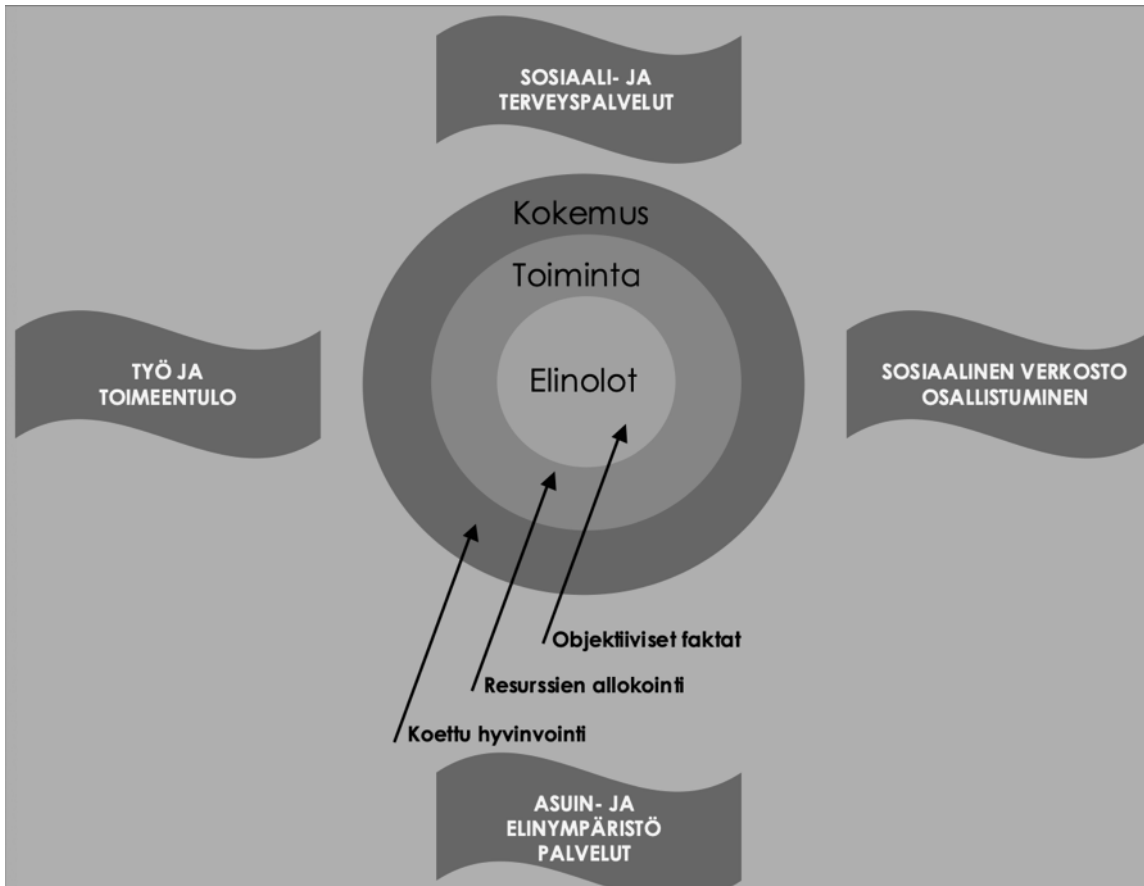 SOSIAALI- JA
TERVEYSPALVELUT
Kokemus
Toiminta
Elinolot
TYÖ JA
TOIMEENTULO
SOSIAALINEN VERKOSTO
OSALLISTUMINEN
Objektiiviset faktat
Resurssien allokointi
Koettu hyvinvointi
ASUIN- JA
ELINYMPÄRISTÖ
PALVELUT